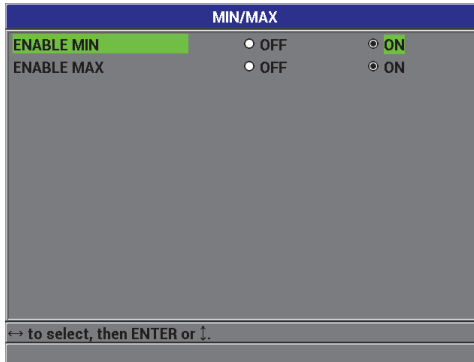 MIN/MAX
ENABLE MIN OFF ON
ENABLE MAX OFF ON
↔ to select, then ENTER or ↕.